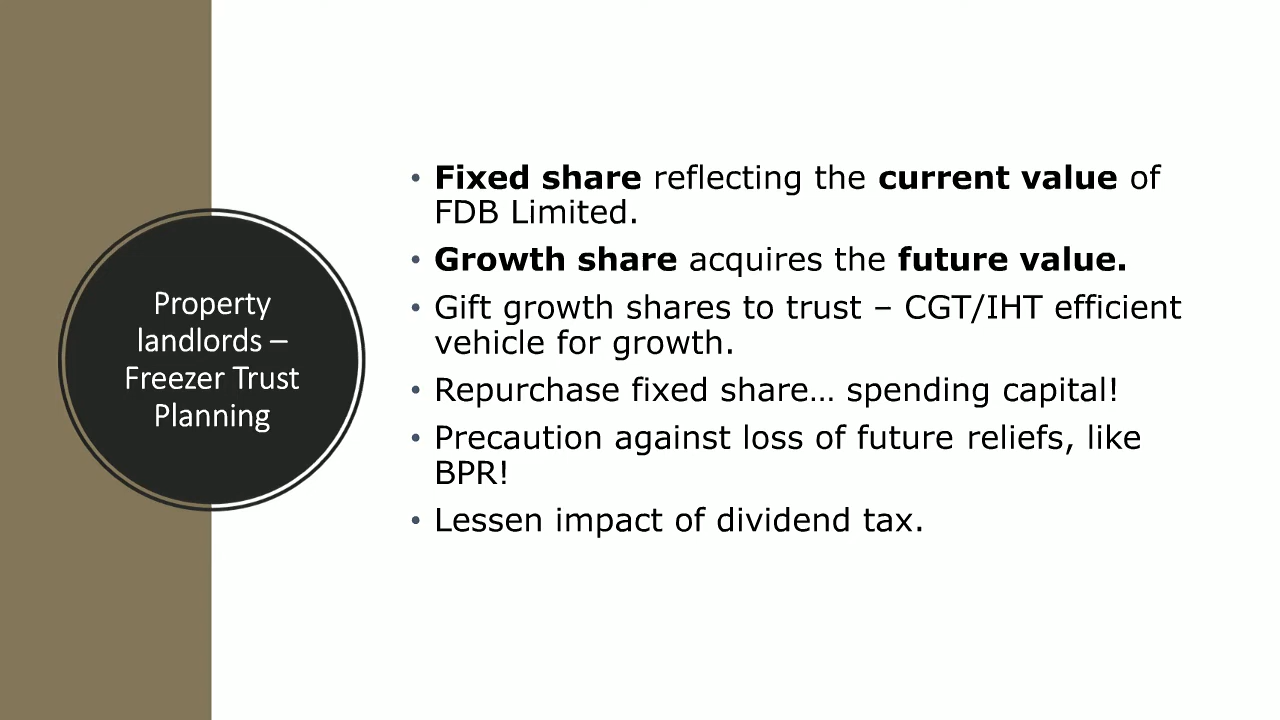 Property
landlords –
Freezer Trust
Planning
• Fixed share reflecting the current value of
FDB Limited.
• Growth share acquires the future value.
• Gift growth shares to trust – CGT/IHT efficient
vehicle for growth.
• Repurchase fixed share… spending capital!
• Precaution against loss of future reliefs, like
BPR!
• Lessen impact of dividend tax.